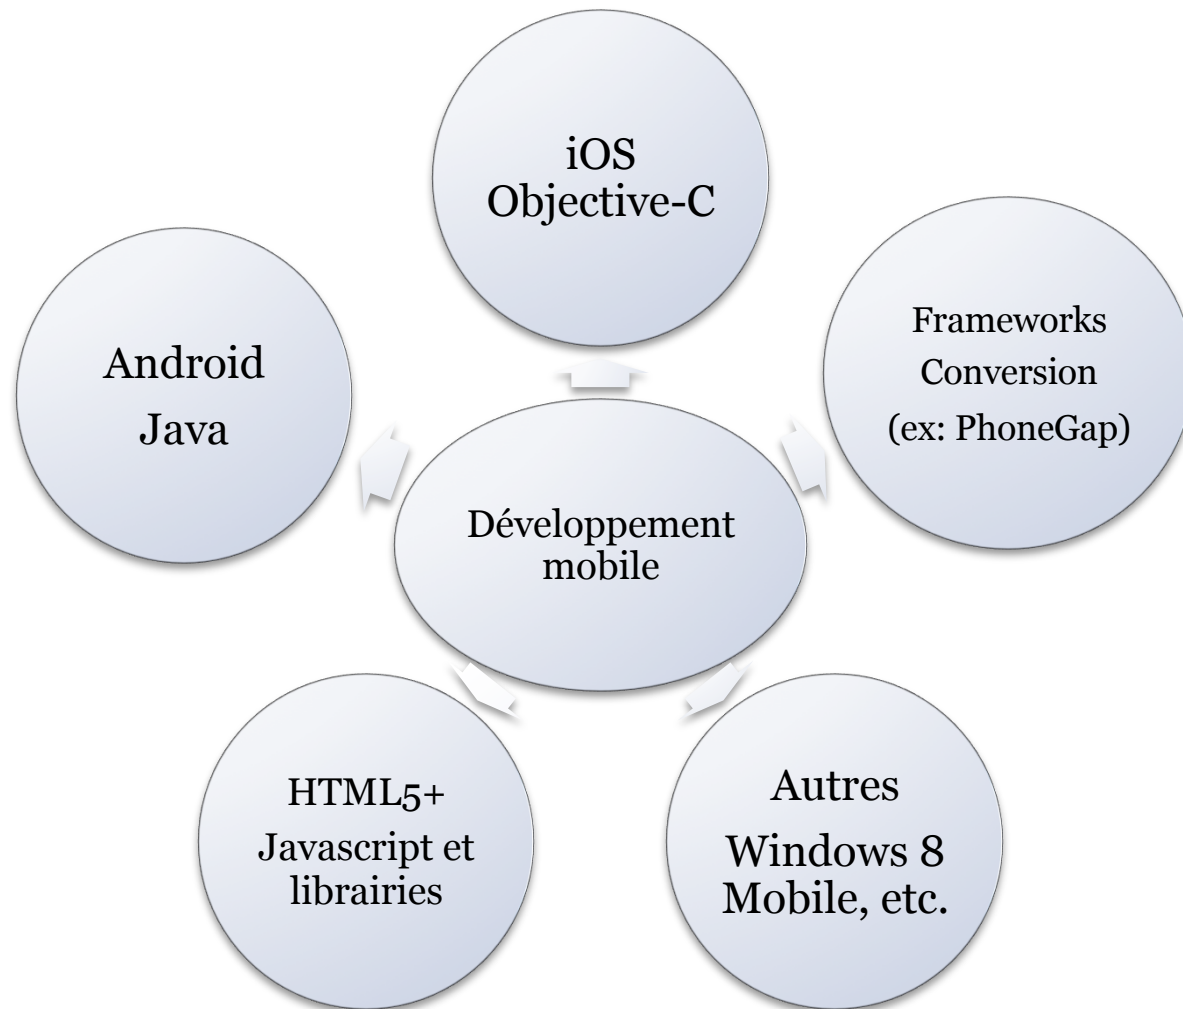 iOS
Objective-C
Android
Java
Frameworks
Conversion
(ex: PhoneGap)
Développement
mobile
HTML5+
Javascript et
librairies
Autres
Windows 8
Mobile, etc.